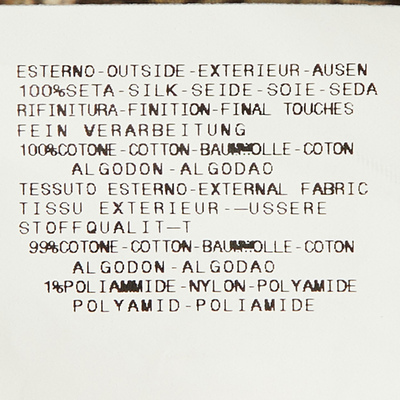 ESTERNO-OUTSIDE-EXTERIEUR-AUSEN
100%SETA-SILK-SEIDE-SOIE-SEDA
RIFINITURA-FINITION-FINAL TOUCHES
FEIN VERARBEITUNG
100%COTONE-COTTON-BAUMWOLLE-COTON
ALGODON-ALGODAO
TESSUTO ESTERNO-EXTERNAL FABRIC
TISSU EXTERIEUR-—USSERE
STOFFQUALIT—T
99%COTONE-COTTON-BAUMWOLLE-COTON
ALGODON-ALGODAO
1%POLIAMMIDE-NYLON-POLYAMIDE
POLYAMID-POLIAMIDE